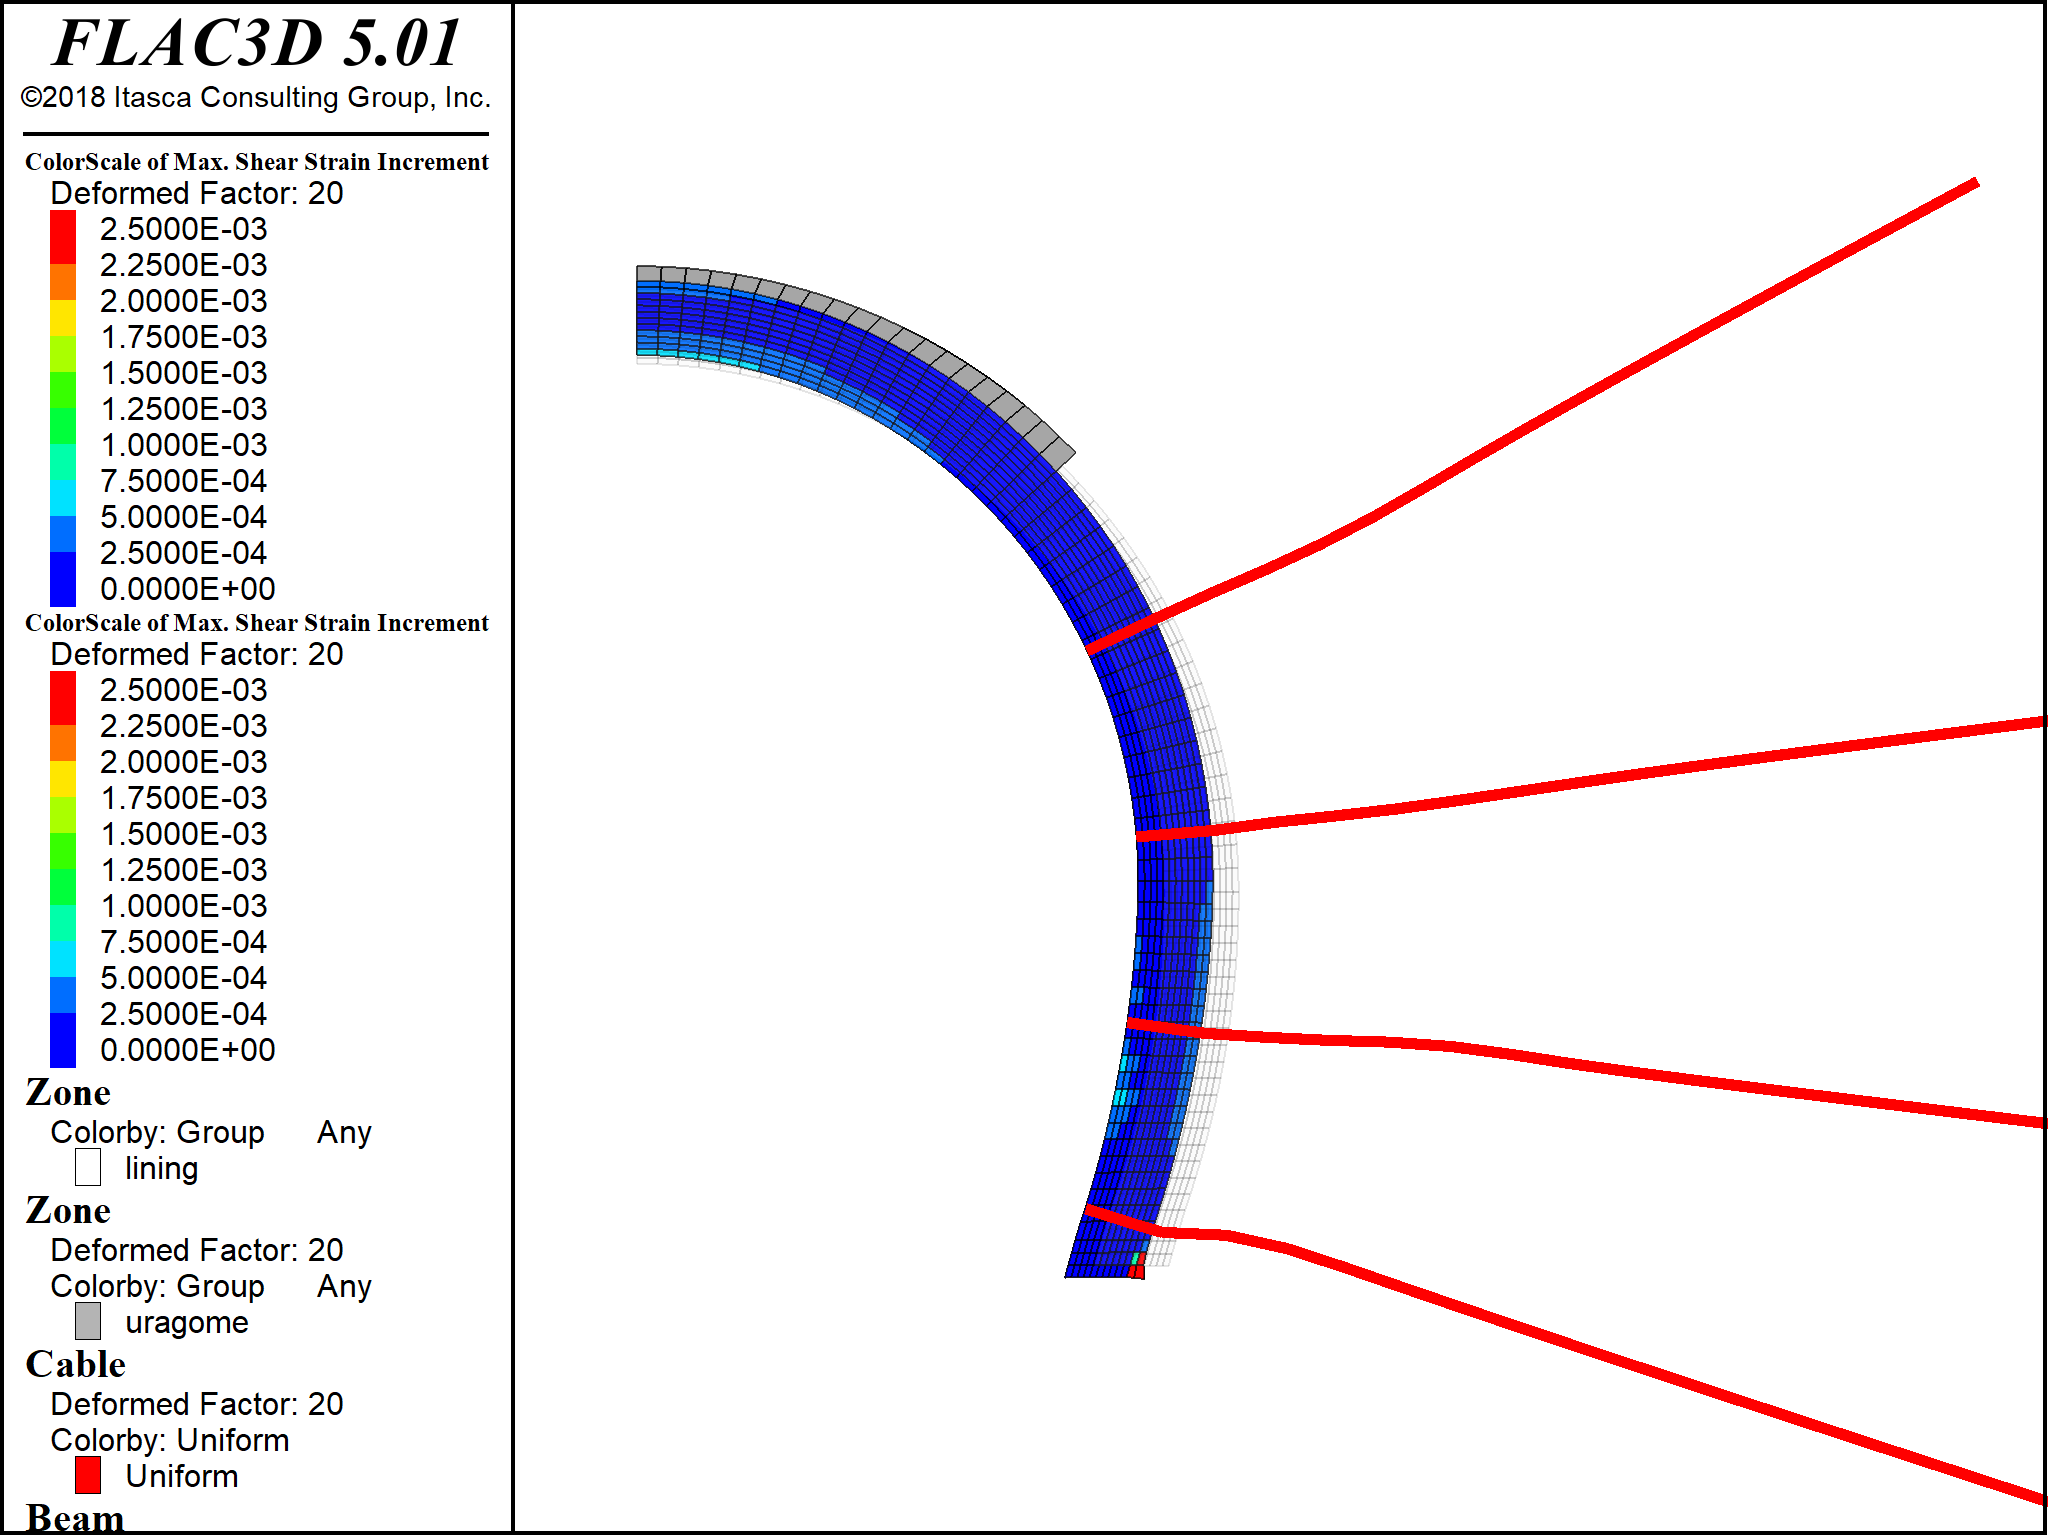 FLAC3D 5.01
©2018 Itasca Consulting Group, Inc.
ColorScale of Max. Shear Strain Increment
Deformed Factor: 20
2.5000E-03
2.2500E-03
2.0000E-03
1.7500E-03
1.5000E-03
1.2500E-03
1.0000E-03
7.5000E-04
5.0000E-04
2.5000E-04
0.0000E+00
ColorScale of Max. Shear Strain Increment
Deformed Factor: 20
2.5000E-03
2.2500E-03
2.0000E-03
1.7500E-03
1.5000E-03
1.2500E-03
1.0000E-03
7.5000E-04
5.0000E-04
2.5000E-04
0.0000E+00
Zone
Colorby: Group Any
lining
Zone
Deformed Factor: 20
Colorby: Group Any
uragome
Cable
Deformed Factor: 20
Colorby: Uniform
Uniform
Beam